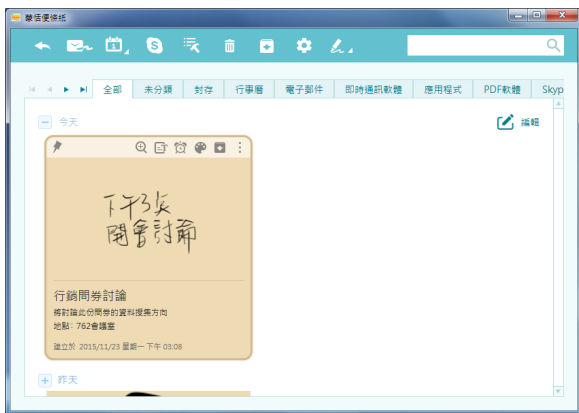 蒙恬便條紙
全部 未分類 封存 行事曆 電子郵件 即時通訊軟體 應用程式 PDF軟體 Skyp
今天
編輯
下午3
開會討論
行銷問券討論
將討論此份問券的資料搜集方向
地點: 762會議室
建立於 2015/11/23 星期一 下午 03:08
昨天